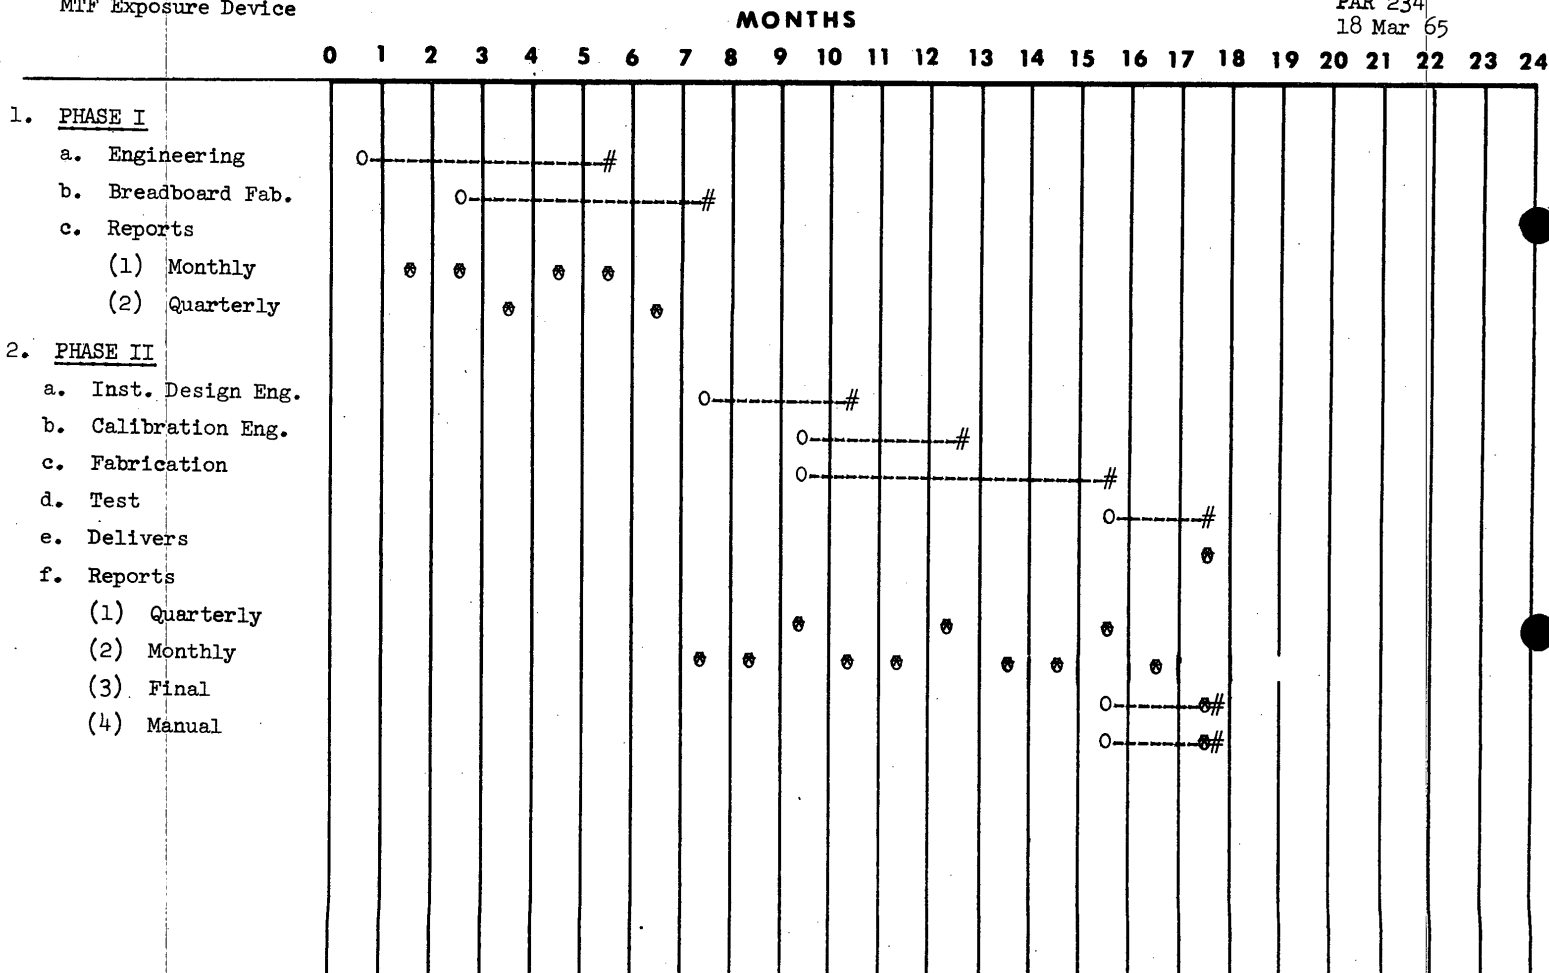 MTF Exposure Device
PAR 234
18 Mar 65
MONTHS
0 1 2 3 4 5 6 7 8 9 10 11 12 13 14 15 16 17 18 19 20 21 22 23 24
1. PHASE I
a. Engineering
b. Breadboard Fab.
c. Reports
(1) Monthly
(2) Quarterly
2. PHASE II
a. Inst. Design Eng.
b. Calibration Eng.
c. Fabrication
d. Test
e. Delivers
f. Reports
(1) Quarterly
(2) Monthly
(3) Final
(4) Manual